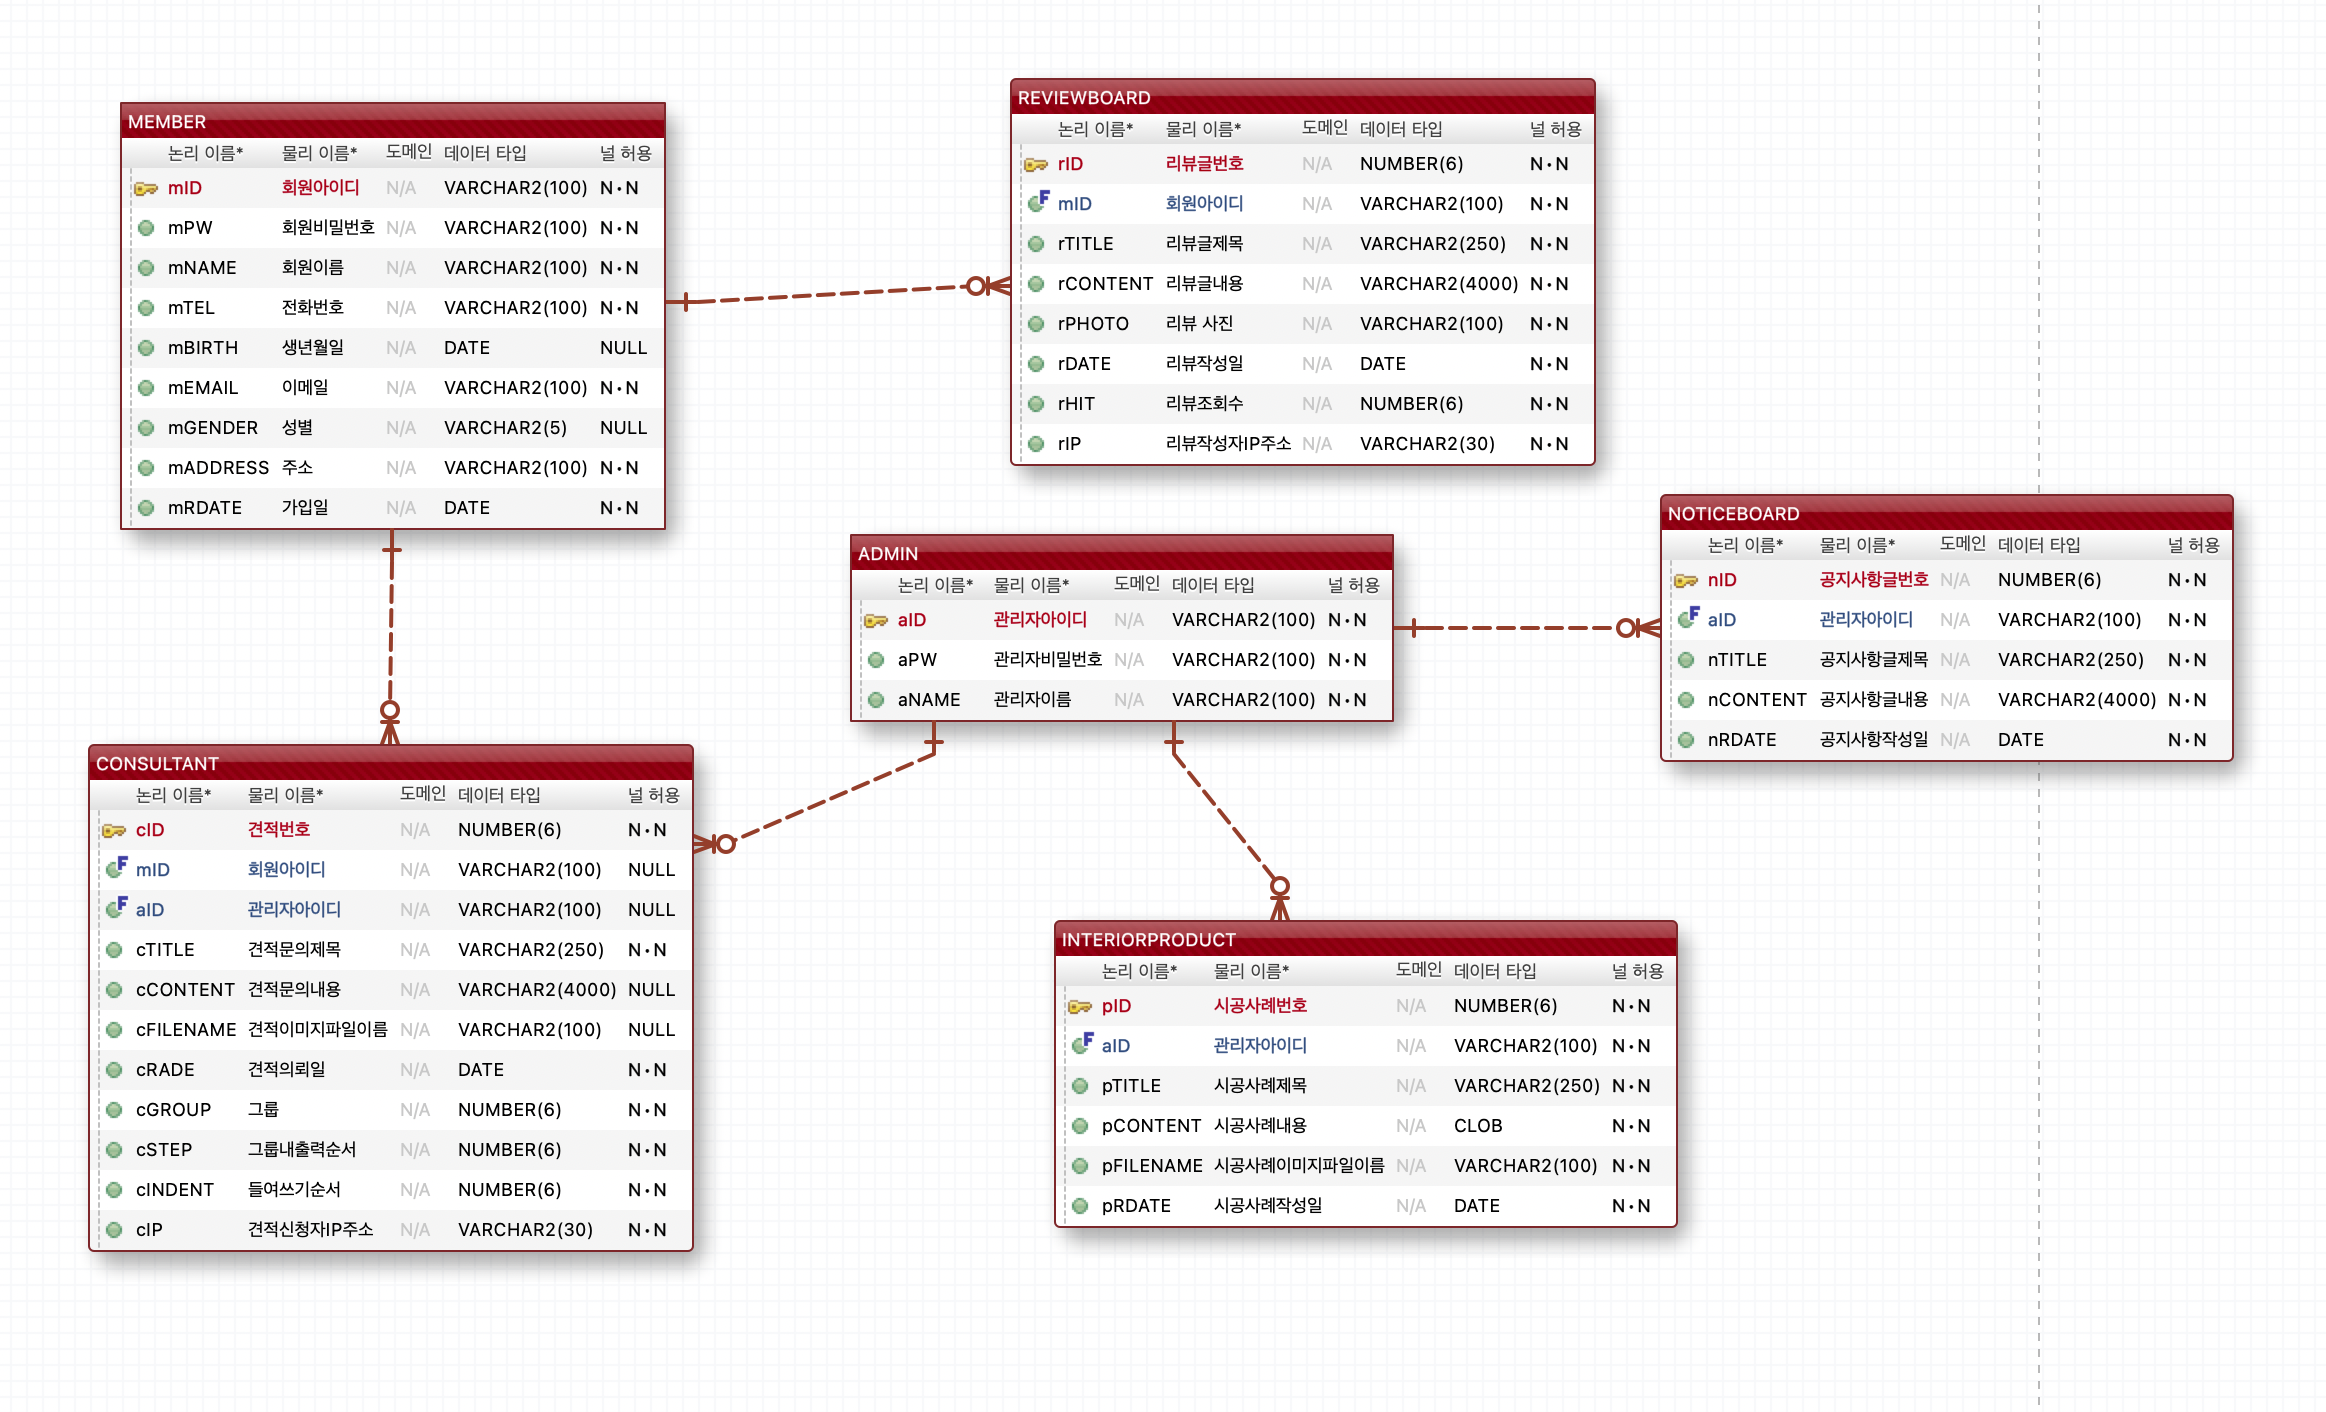 MEMBER
논리 이름* 물리 이름* 도메인 데이터 타입 널 허용
mID 회원아이디 N/A VARCHAR2(100) N·N
mPW 회원비밀번호 N/A VARCHAR2(100) N·N
mNAME 회원이름 N/A VARCHAR2(100) N·N
mTEL 전화번호 N/A VARCHAR2(100) N·N
mBIRTH 생년월일 N/A DATE NULL
mEMAIL 이메일 N/A VARCHAR2(100) N·N
mGENDER 성별 N/A VARCHAR2(5) NULL
mADDRESS 주소 N/A VARCHAR2(100) N·N
mRDATE 가입일 N/A DATE N·N
REVIEWBOARD
논리 이름* 물리 이름* 도메인 데이터 타입 널 허용
rID 리뷰글번호 N/A NUMBER(6) N·N
F mID 회원아이디 N/A VARCHAR2(100) N·N
rTITLE 리뷰글제목 N/A VARCHAR2(250) N·N
rCONTENT 리뷰글내용 N/A VARCHAR2(4000) N·N
rPHOTO 리뷰 사진 N/A VARCHAR2(100) N·N
rDATE 리뷰작성일 N/A DATE N·N
rHIT 리뷰조회수 N/A NUMBER(6) N·N
rIP 리뷰작성자IP주소 N/A VARCHAR2(30) N·N
ADMIN
논리 이름* 물리 이름* 도메인 데이터 타입 널 허용
aID 관리자아이디 N/A VARCHAR2(100) N·N
aPW 관리자비밀번호 N/A VARCHAR2(100) N·N
aNAME 관리자이름 N/A VARCHAR2(100) N·N
NOTICEBOARD
논리 이름* 물리 이름* 도메인 데이터 타입 널 허용
nID 공지사항글번호 N/A NUMBER(6) N·N
F aID 관리자아이디 N/A VARCHAR2(100) N·N
nTITLE 공지사항글제목 N/A VARCHAR2(250) N·N
nCONTENT 공지사항글내용 N/A VARCHAR2(4000) N·N
nRDATE 공지사항작성일 N/A DATE N·N
CONSULTANT
논리 이름* 물리 이름* 도메인 데이터 타입 널 허용
cID 견적번호 N/A NUMBER(6) N·N
F mID 회원아이디 N/A VARCHAR2(100) NULL
F aID 관리자아이디 N/A VARCHAR2(100) NULL
cTITLE 견적문의제목 N/A VARCHAR2(250) N·N
cCONTENT 견적문의내용 N/A VARCHAR2(4000) NULL
cFILENAME 견적이미지파일이름 N/A VARCHAR2(100) NULL
cRADE 견적의뢰일 N/A DATE N·N
cGROUP 그룹 N/A NUMBER(6) N·N
cSTEP 그룹내출력순서 N/A NUMBER(6) N·N
cINDENT 들여쓰기순서 N/A NUMBER(6) N·N
cIP 견적신청자IP주소 N/A VARCHAR2(30) N·N
INTERIORPRODUCT
논리 이름* 물리 이름* 도메인 데이터 타입 널 허용
pID 시공사례번호 N/A NUMBER(6) N·N
F aID 관리자아이디 N/A VARCHAR2(100) N·N
pTITLE 시공사례제목 N/A VARCHAR2(250) N·N
pCONTENT 시공사례내용 N/A CLOB N·N
pFILENAME 시공사례이미지파일이름 N/A VARCHAR2(100) N·N
pRDATE 시공사례작성일 N/A DATE N·N